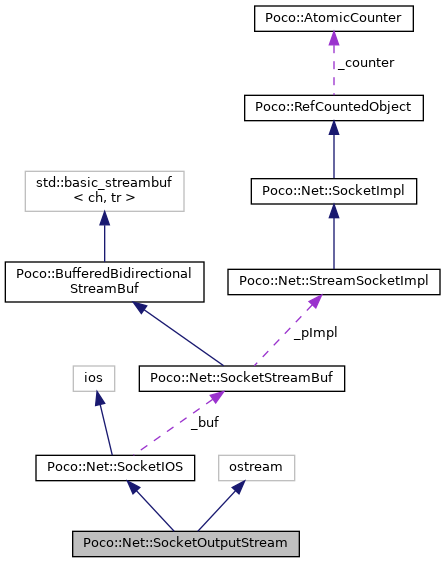 Poco::AtomicCounter
_counter
Poco::RefCountedObject
std::basic_streambuf
< ch, tr >
Poco::Net::SocketImpl
Poco::BufferedBidirectional
StreamBuf
Poco::Net::StreamSocketImpl
_pImpl
ios
Poco::Net::SocketStreamBuf
_buf
Poco::Net::SocketIOS
ostream
Poco::Net::SocketOutputStream